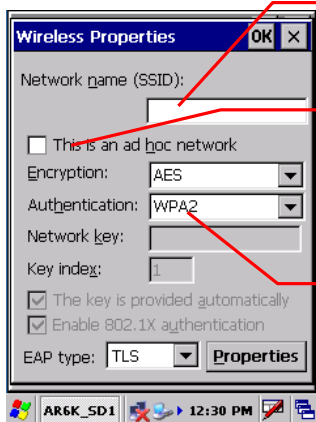 Wireless Properties OK ×
Network name (SSID):
This is an ad hoc network
Encryption: AES
Authentication: WPA2
Network key:
Key index: 1
The key is provided automatically
Enable 802.1X authentication
EAP type: TLS Properties
AR6K_SD1 12:30 PM